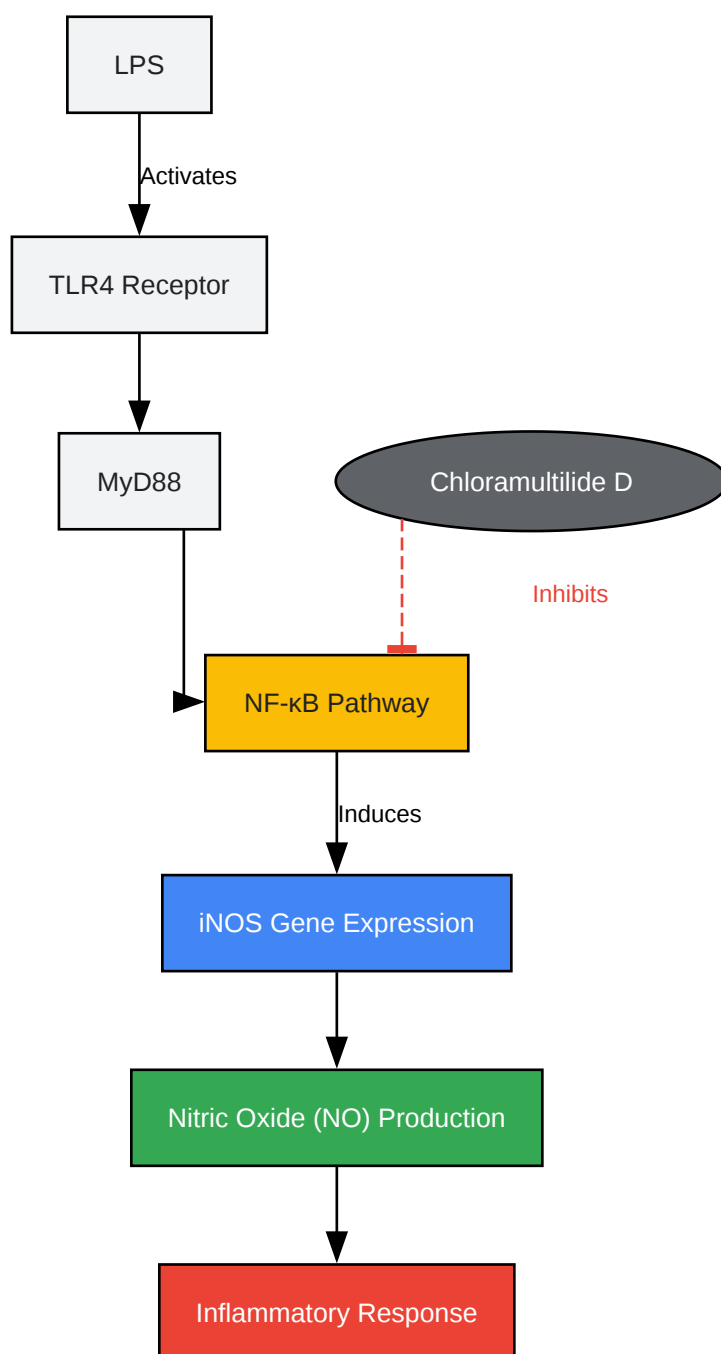 LPS
Activates
TLR4 Receptor
MyD88
Chloramultilide D
Inhibits
NF-κB Pathway
Induces
iNOS Gene Expression
Nitric Oxide (NO) Production
Inflammatory Response